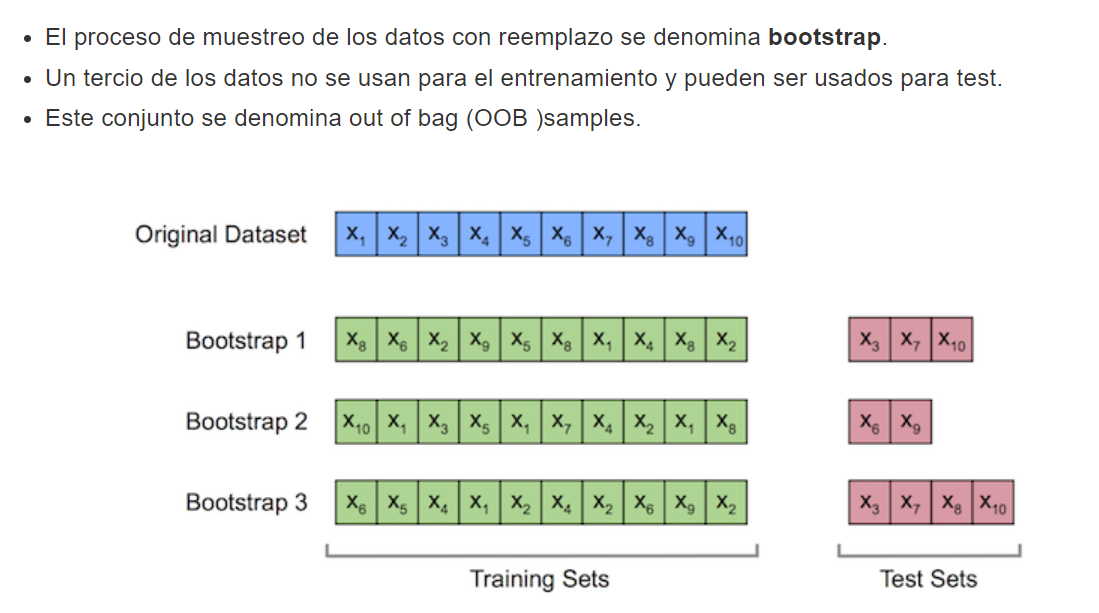 El proceso de muestreo de los datos con reemplazo se denomina bootstrap.
Un tercio de los datos no se usan para el entrenamiento y pueden ser usados para test.
Este conjunto se denomina out of bag (OOB )samples.
Original Dataset X₁ X₂ X₃ X₄ X₅ X₆ X₇ X₈ X₉ X₁₀
Bootstrap 1 X₈ X₆ X₂ X₉ X₅ X₈ X₁ X₄ X₈ X₂ X₃ X₇ X₁₀
Bootstrap 2 X₁₀ X₁ X₃ X₅ X₁ X₇ X₄ X₂ X₁ X₈ X₆ X₉
Bootstrap 3 X₆ X₅ X₄ X₁ X₂ X₄ X₂ X₆ X₉ X₂ X₃ X₇ X₈ X₁₀
Training Sets Test Sets